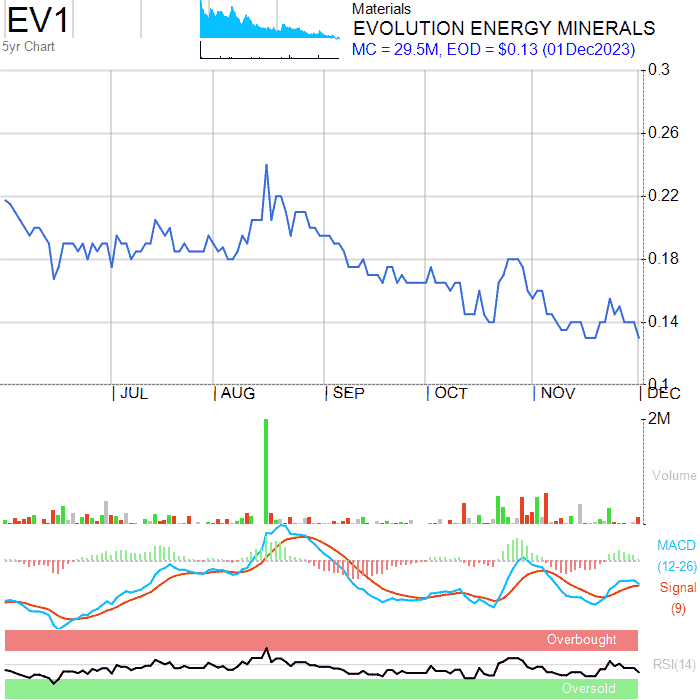 EV1
5yr Chart
Materials
EVOLUTION ENERGY MINERALS
MC = 29.5M, EOD = $0.13 (01Dec2023)
0.3
0.26
0.22
0.18
0.14
0.1
JUL
AUG
SEP
OCT
NOV
DEC
2M
Volume
MACD
(12-26)
Signal
(9)
Overbought
RSI(14)
Oversold